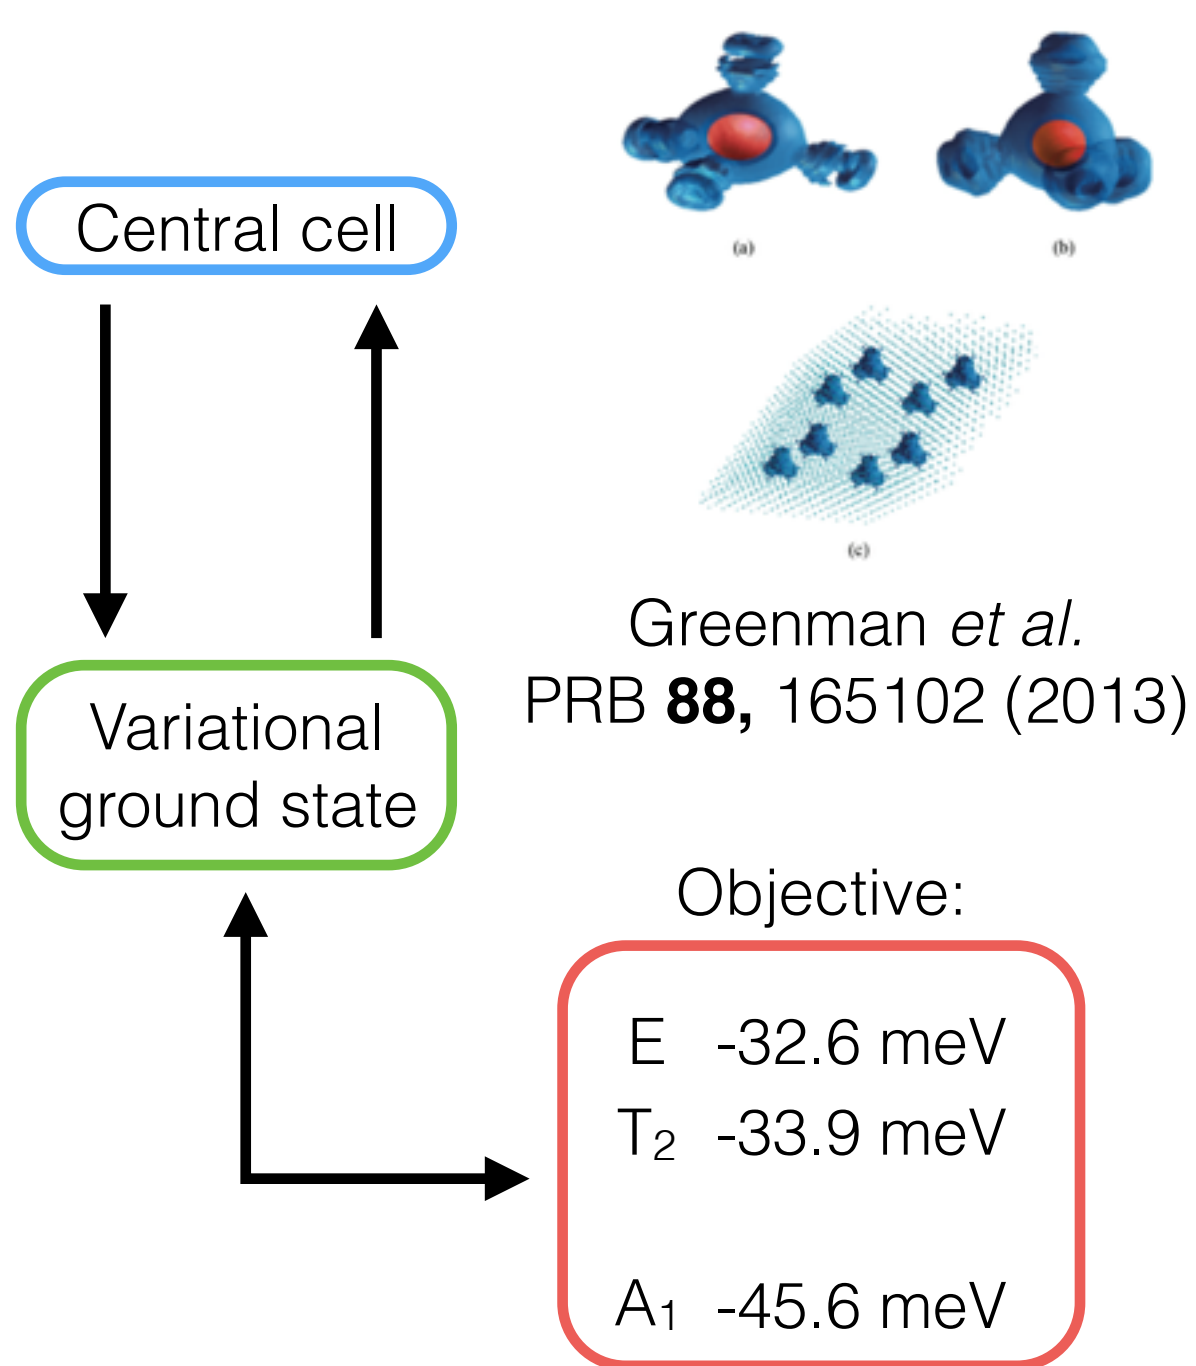 (a)
(b)
Central cell
(c)
Greenman et al.
PRB 88, 165102 (2013)
Variational
ground state
Objective:
E -32.6 meV
T₂ -33.9 meV
A₁ -45.6 meV